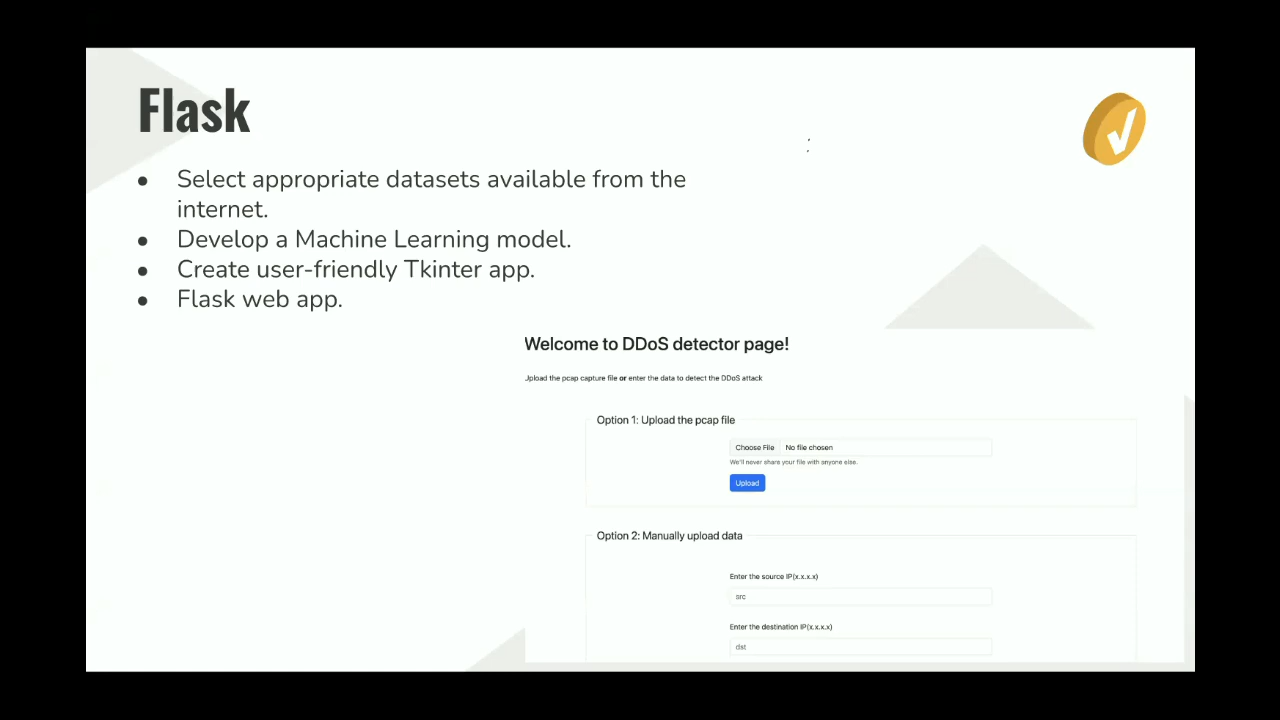 Flask
● Select appropriate datasets available from the
internet.
● Develop a Machine Learning model.
● Create user-friendly Tkinter app.
● Flask web app.
Welcome to DDoS detector page!
Upload the pcap capture file or enter the data to detect the DDoS attack
Option 1: Upload the pcap file
Choose File No file chosen
We'll never share your file with anyone else.
Upload
Option 2: Manually upload data
Enter the source IP(x.x.x.x)
src
Enter the destination IP(x.x.x.x)
dst